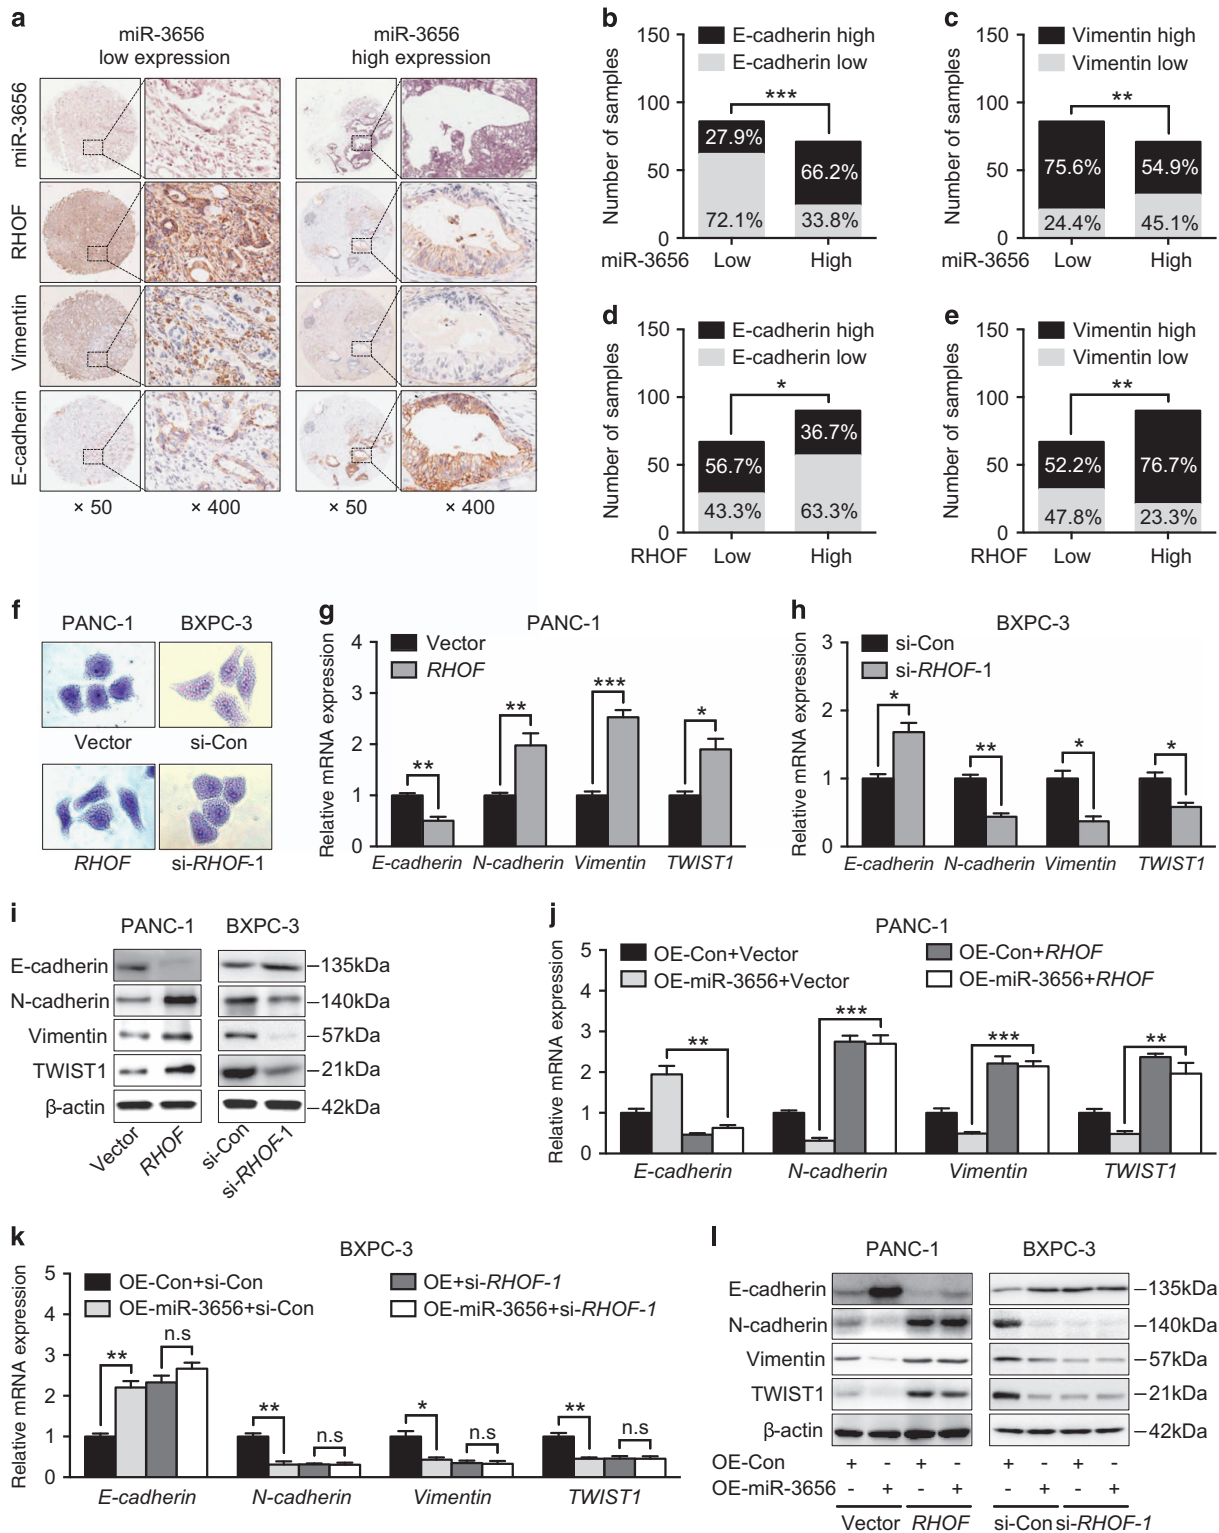 a
miR-3656
low expression
miR-3656
high expression
miR-3656
RHOF
Vimentin
E-cadherin
× 50
× 400
× 50
× 400
b
Number of samples
150
100
50
0
E-cadherin high
E-cadherin low
***
27.9%
72.1%
66.2%
33.8%
miR-3656
Low
High
c
Number of samples
150
100
50
0
Vimentin high
Vimentin low
**
75.6%
24.4%
54.9%
45.1%
miR-3656
Low
High
d
Number of samples
150
100
50
0
E-cadherin high
E-cadherin low
*
56.7%
43.3%
36.7%
63.3%
RHOF
Low
High
e
Number of samples
150
100
50
0
Vimentin high
Vimentin low
**
52.2%
47.8%
76.7%
23.3%
RHOF
Low
High
f
PANC-1
BXPC-3
Vector
si-Con
RHOF
si-RHOF-1
g
PANC-1
Relative mRNA expression
4
3
2
1
0
Vector
RHOF
**
**
***
*
E-cadherin
N-cadherin
Vimentin
TWIST1
h
BXPC-3
Relative mRNA expression
3
2
1
0
si-Con
si-RHOF-1
*
**
*
*
E-cadherin
N-cadherin
Vimentin
TWIST1
i
PANC-1
BXPC-3
E-cadherin
–135kDa
N-cadherin
–140kDa
Vimentin
–57kDa
TWIST1
–21kDa
β-actin
–42kDa
Vector
RHOF
si-Con
si-RHOF-1
j
PANC-1
Relative mRNA expression
5
4
3
2
1
0
OE-Con+Vector
OE-miR-3656+Vector
OE-Con+RHOF
OE-miR-3656+RHOF
**
***
***
**
E-cadherin
N-cadherin
Vimentin
TWIST1
k
BXPC-3
Relative mRNA expression
5
4
3
2
1
0
OE-Con+si-Con
OE-miR-3656+si-Con
OE+si-RHOF-1
OE-miR-3656+si-RHOF-1
**
n.s
**
n.s
*
n.s
**
n.s
E-cadherin
N-cadherin
Vimentin
TWIST1
l
PANC-1
BXPC-3
E-cadherin
–135kDa
N-cadherin
–140kDa
Vimentin
–57kDa
TWIST1
–21kDa
β-actin
–42kDa
OE-Con + - + - + - + -
OE-miR-3656 - + - + - + - +
Vector
RHOF
si-Con
si-RHOF-1